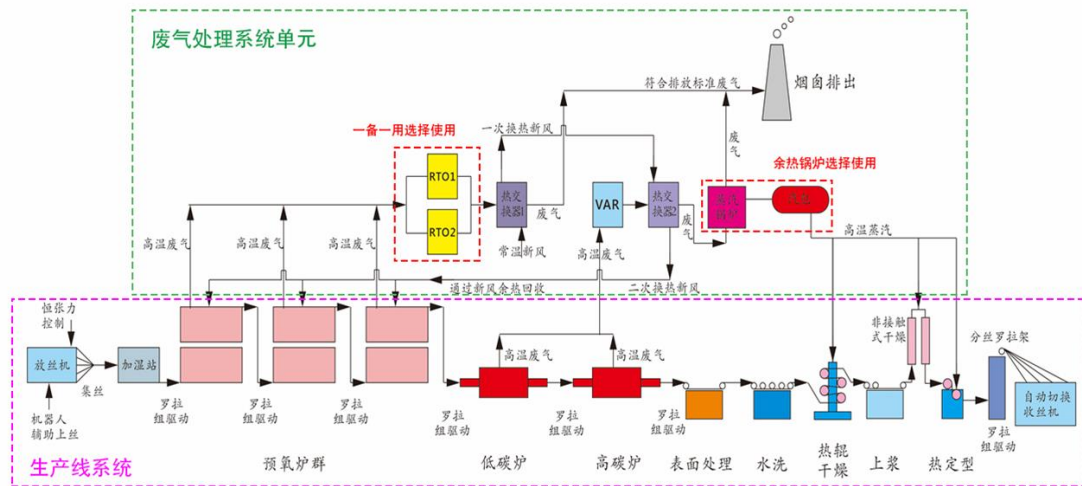 废气处理系统单元
符合排放标准废气
烟囱排出
一备一用选择使用
一次换热新风
废气
余热锅炉选择使用
RTO1
RTO2
热交换器1
废气
VAR
热交换器2
废气
蒸汽锅炉
高温废气
高温废气
高温废气
常温新风
高温废气
高温蒸汽
通过新风余热回收
二次换热新风
恒张力
控制
放丝机
集丝
加湿站
机器人
辅助上丝
罗拉
组驱动
罗拉
组驱动
罗拉
组驱动
罗拉
组驱动
高温废气
罗拉
组驱动
高温废气
罗拉
组驱动
非接触
式干燥
分丝罗拉架
自动切换
收丝机
罗拉
组驱动
生产线系统
预氧炉群
低碳炉
高碳炉
表面处理
水洗
热辊
干燥
上浆
热定型